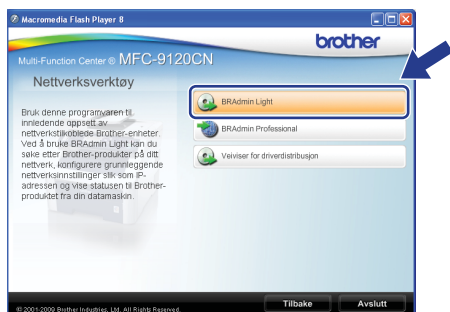 Macromedia Flash Player 8
brother
Multi-Function Center ® MFC-9120CN
Nettverksverktøy
Bruk denne programvaren til
innledende oppsett av
nettverkstilkoblede Brother-enheter.
Ved å bruke BRAdmin Light kan du
søke etter Brother-produkter på ditt
nettverk, konfigurere grunnleggende
nettverksinnstillinger slik som IP-
adressen og vise statusen til Brother-
produktet fra din datamaskin.
BRAdmin Light
BRAdmin Professional
Veiviser for driverdistribusjon
© 2001-2009 Brother Industries, Ltd. All Rights Reserved.
Tilbake
Avslutt